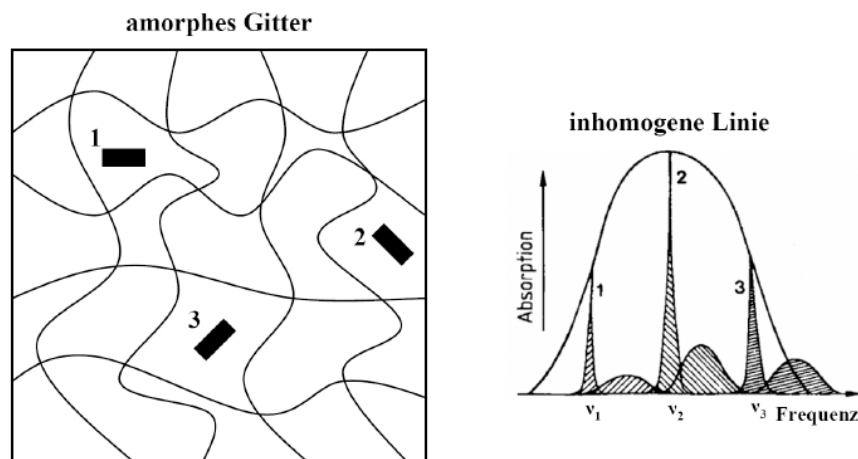 amorphes Gitter
1
2
3
inhomogene Linie
Absorption
1
2
3
ν₁
ν₂
ν₃
Frequenz